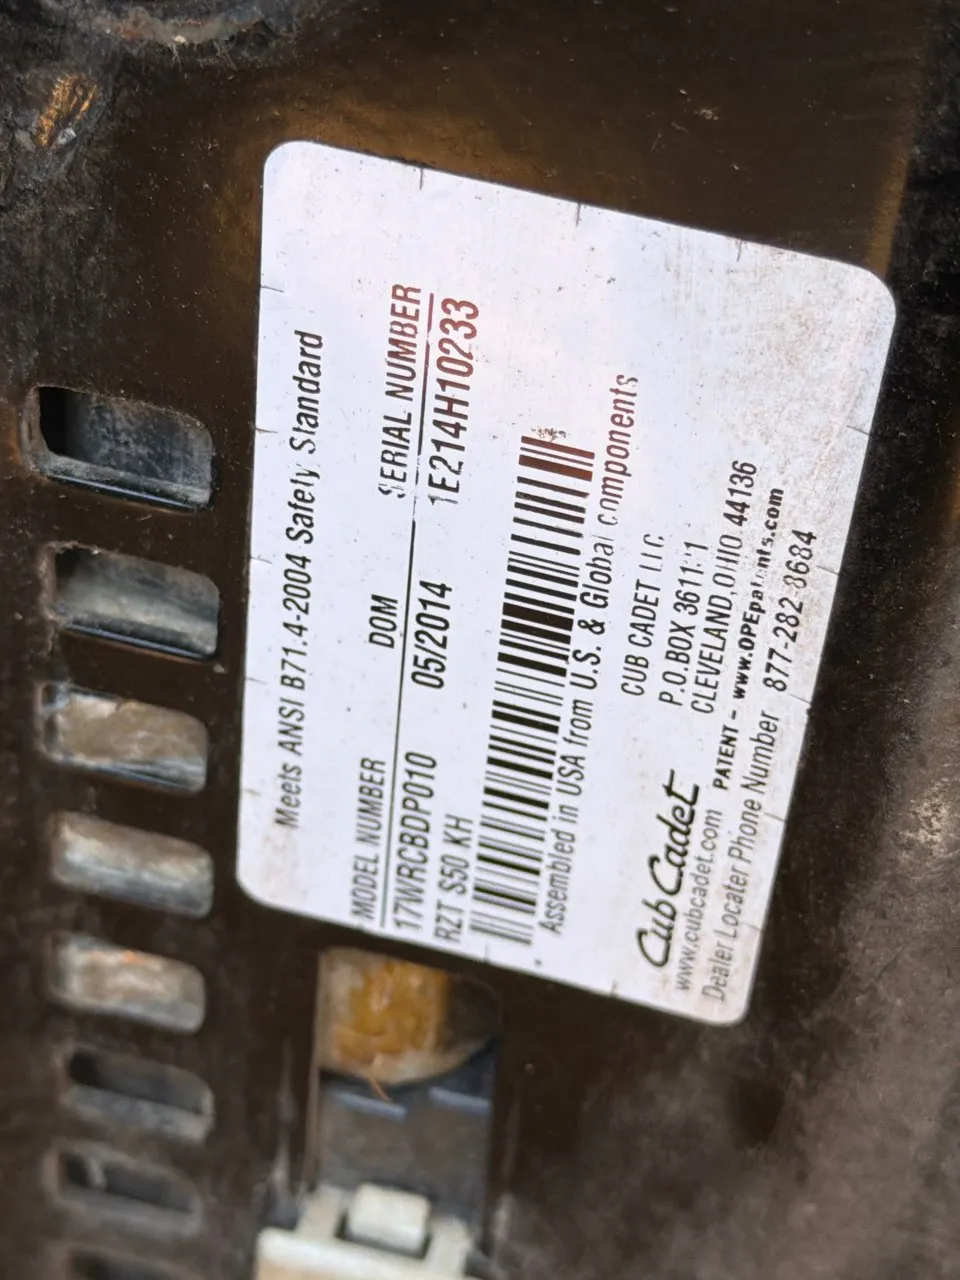 Meets ANSI B71.4-2004 Safety Standard
MODEL NUMBER DOM SERIAL NUMBER
17WRCBDP010 05/2014 1E214H10233
RZT S50 KH
Assembled in USA from U.S. & Global components
CUB CADET LLC
P.O.BOX 361131
CLEVELAND,OHIO 44136
Cub Cadet PATENT - www.OPEpatents.com
www.cubcadet.com
Dealer Locater Phone Number 877-282-8684